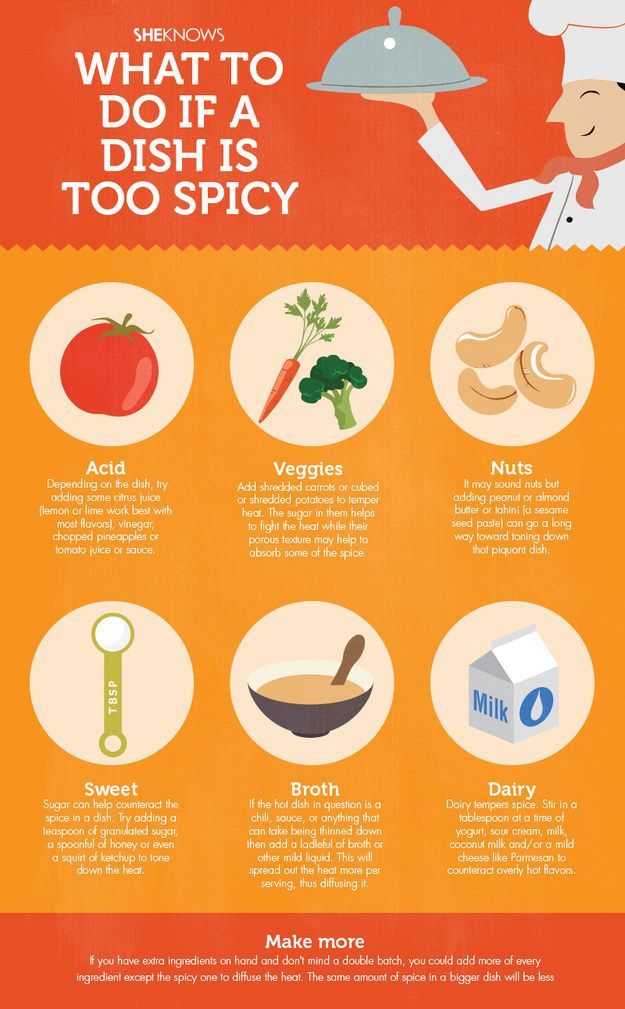 SHEKNOWS
WHAT TO
DO IF A
DISH IS
TOO SPICY
Acid
Depending on the dish, try
adding some citrus juice
(lemon or lime work best with
most flavors), vinegar,
chopped pineapples or
tomato juice or sauce.
Veggies
Add shredded carrots or cubed
or shredded potatoes to temper
heat. The sugar in them helps
to fight the heat while their
porous texture may help to
absorb some of the spice.
Nuts
It may sound nuts but
adding peanut or almond
butter or tahini (a sesame
seed paste) can go a long
way toward toning down
that piquant dish.
TBSP
Sweet
Sugar can help counteract the
spice in a dish. Try adding a
teaspoon of granulated sugar,
a spoonful of honey or even
a squirt of ketchup to tone
down the heat.
Broth
If the hot dish in question is a
chili, sauce, or anything that
can take being thinned down
then add a ladleful of broth or
other mild liquid. This will
spread out the heat more per
serving, thus diffusing it.
Milk
Dairy
Dairy tempers spice. Stir in a
tablespoon at a time of
yogurt, sour cream, milk,
coconut milk and/or a mild
cheese like Parmesan to
counteract overly hot flavors.
Make more
If you have extra ingredients on hand and don't mind a double batch, you could add more of every
ingredient except the spicy one to diffuse the heat. The same amount of spice in a bigger dish will be less